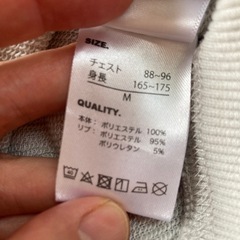 SIZE.
チェスト 88~96
身長 165~175
M
QUALITY.
本体: ポリエステル 100%
リブ: ポリエステル 95%
ポリウレタン 5%